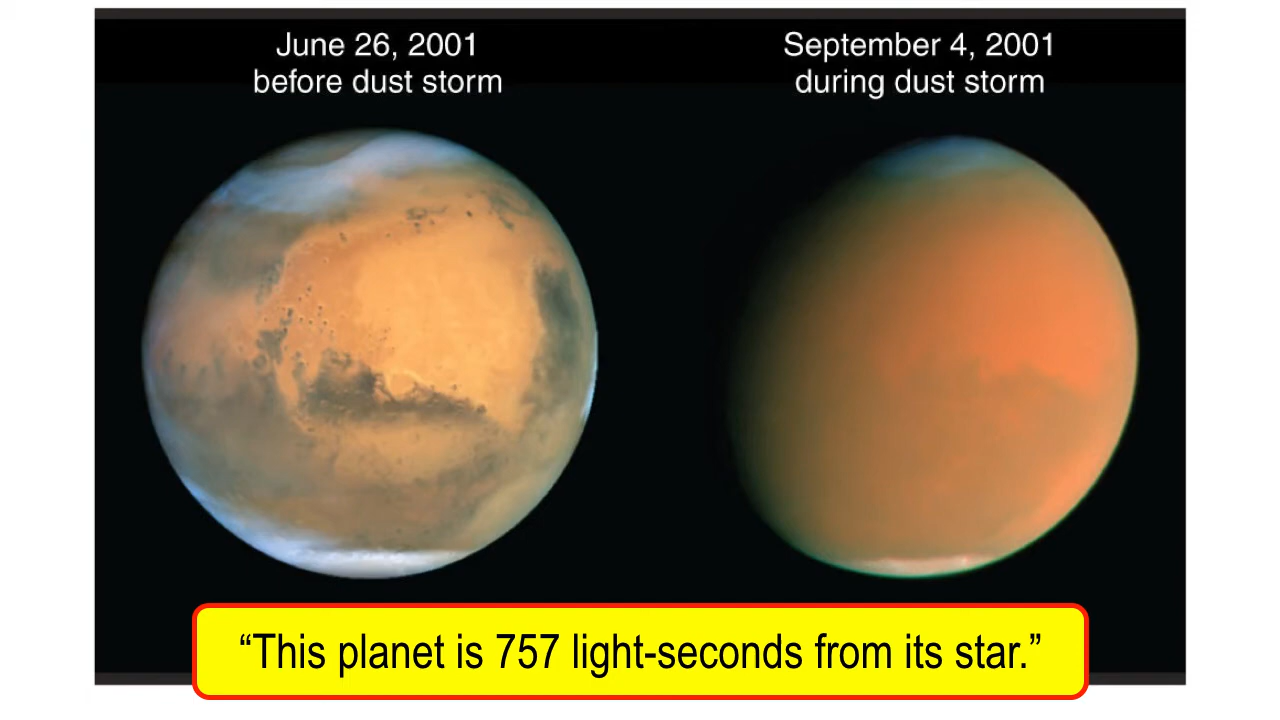 June 26, 2001
before dust storm
September 4, 2001
during dust storm
“This planet is 757 light-seconds from its star.”